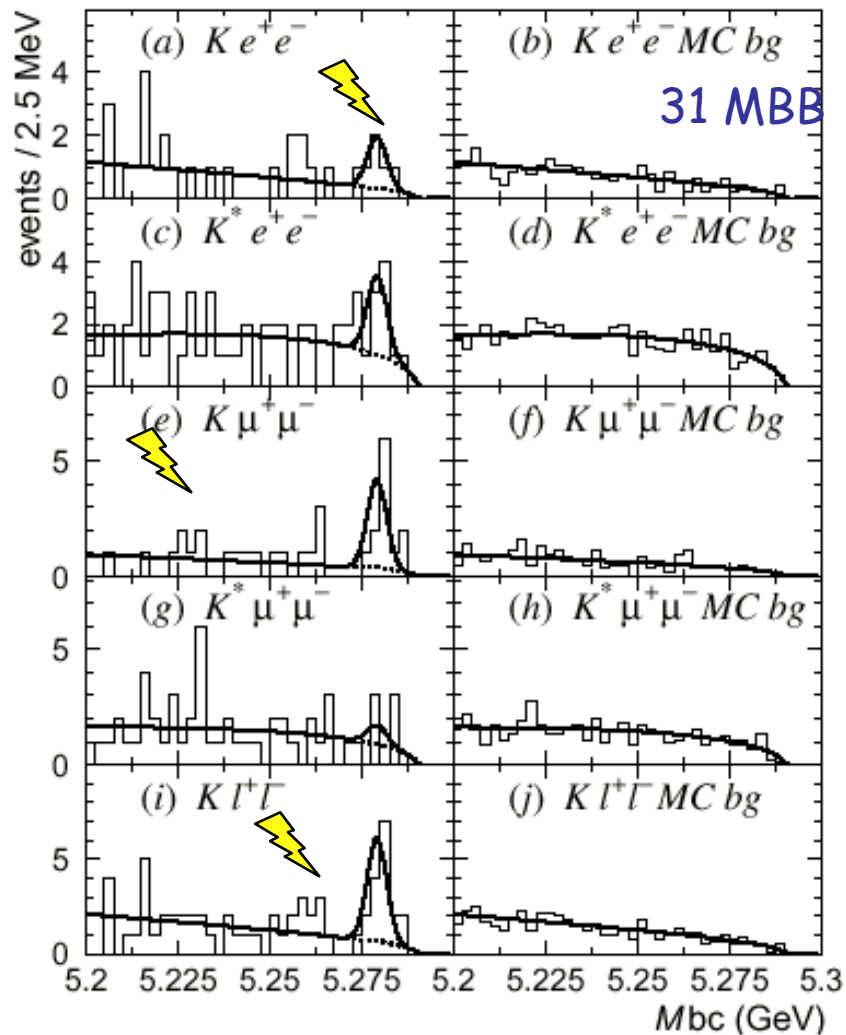 events / 2.5 MeV
(a) K e⁺e⁻
(b) K e⁺e⁻ MC bg
31 MBB
4
2
0
(c) K* e⁺e⁻
(d) K* e⁺e⁻ MC bg
4
2
0
(e) K μ⁺μ⁻
(f) K μ⁺μ⁻ MC bg
5
0
(g) K* μ⁺μ⁻
(h) K* μ⁺μ⁻ MC bg
5
0
(i) K l⁺l⁻
(j) K l⁺l⁻ MC bg
5
0
5.2 5.225 5.25 5.275 5.2 5.225 5.25 5.275 5.3
Mbc (GeV)